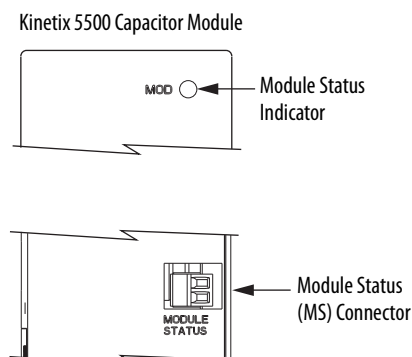 Kinetix 5500 Capacitor Module
MOD
Module Status
Indicator
MODULE
STATUS
Module Status
(MS) Connector